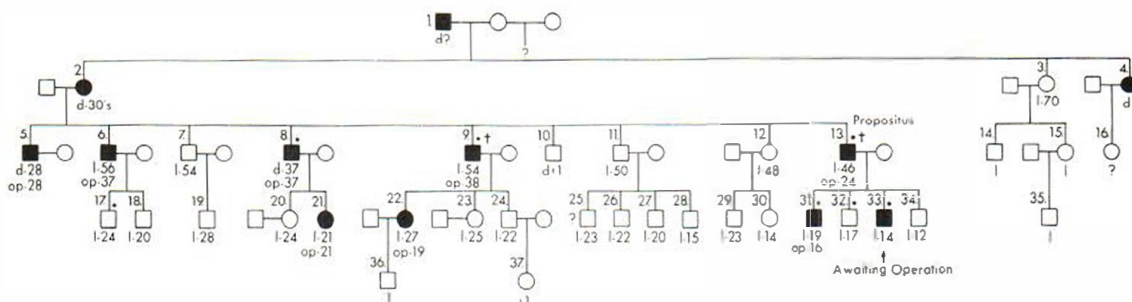 1.
d?
?
2.
d-30's
3.
l-70
4.
d
5.
d-28
op-28
6.
l-56
op-37
7.
l-54
8.
d-37
op-37
9. *†
l-54
op-38
10
d+1
11.
l-50
12
l-48
Propositus
13. *†
l-46
op-24
14.
l
15.
l
16.
?
17.
l-24
18.
l-20
19.
l-28
20.
l-24
21.
l-21
op-21
22.
l-27
op-19
23.
l-25
24.
l-22
25.
?
l-23
26.
l-22
27.
l-20
28.
l-15
29.
l-23
30.
l-14
31.
l-19
op-16
32.
l-17
33.
l-14
34.
l-12
35.
l
36.
37.
†
Awaiting Operation